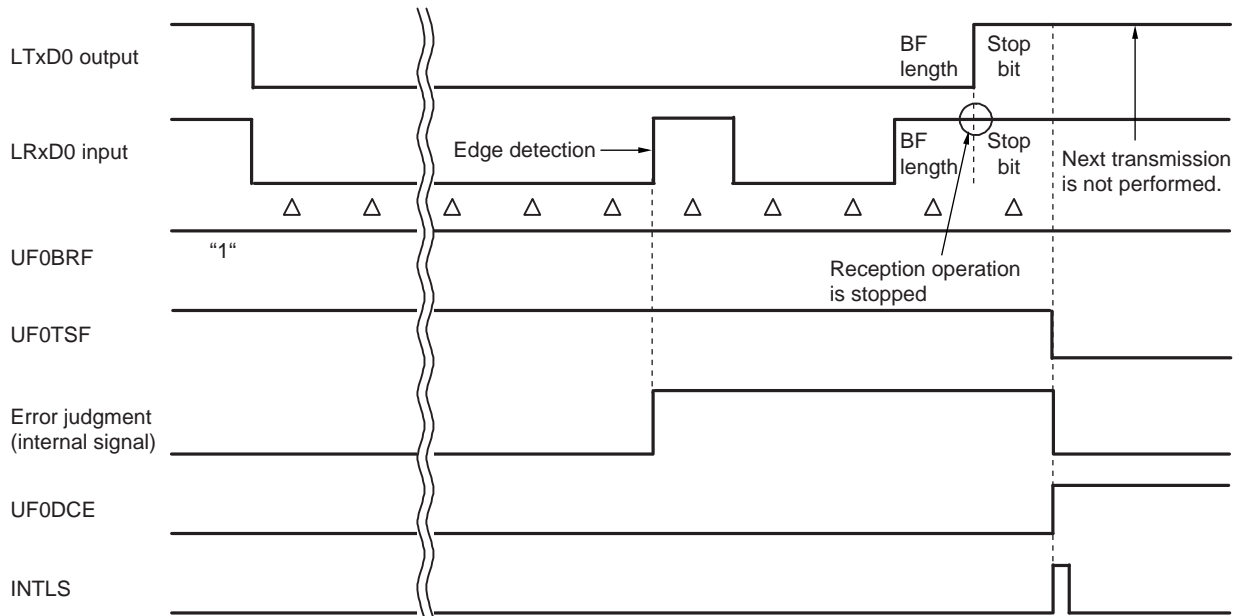 LTxD0 output
BF
length
Stop
bit
LRxD0 input
Edge detection
BF
length
Stop
bit
Next transmission
is not performed.
UF0BRF
“1“
Reception operation
is stopped
UF0TSF
Error judgment
(internal signal)
UF0DCE
INTLS